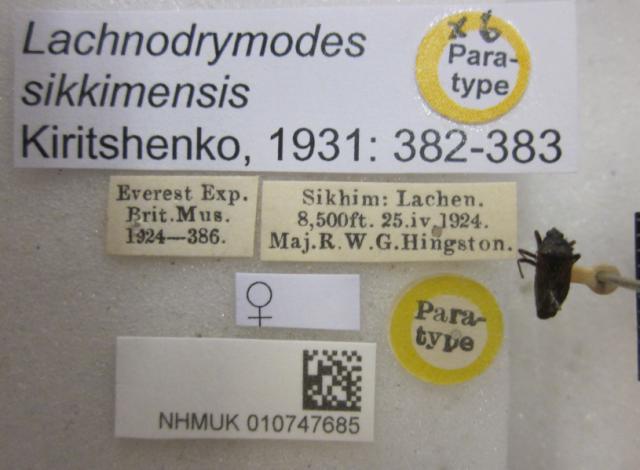 Lachnodrymodes
sikkimensis
Kiritshenko, 1931: 382-383
x6
Para-
type
Everest Exp.
Brit.Mus.
1924—386.
Sikhim: Lachen.
8,500ft. 25.iv.1924.
Maj.R.W.G.Hingston.
♀
Para-
type
NHMUK 010747685